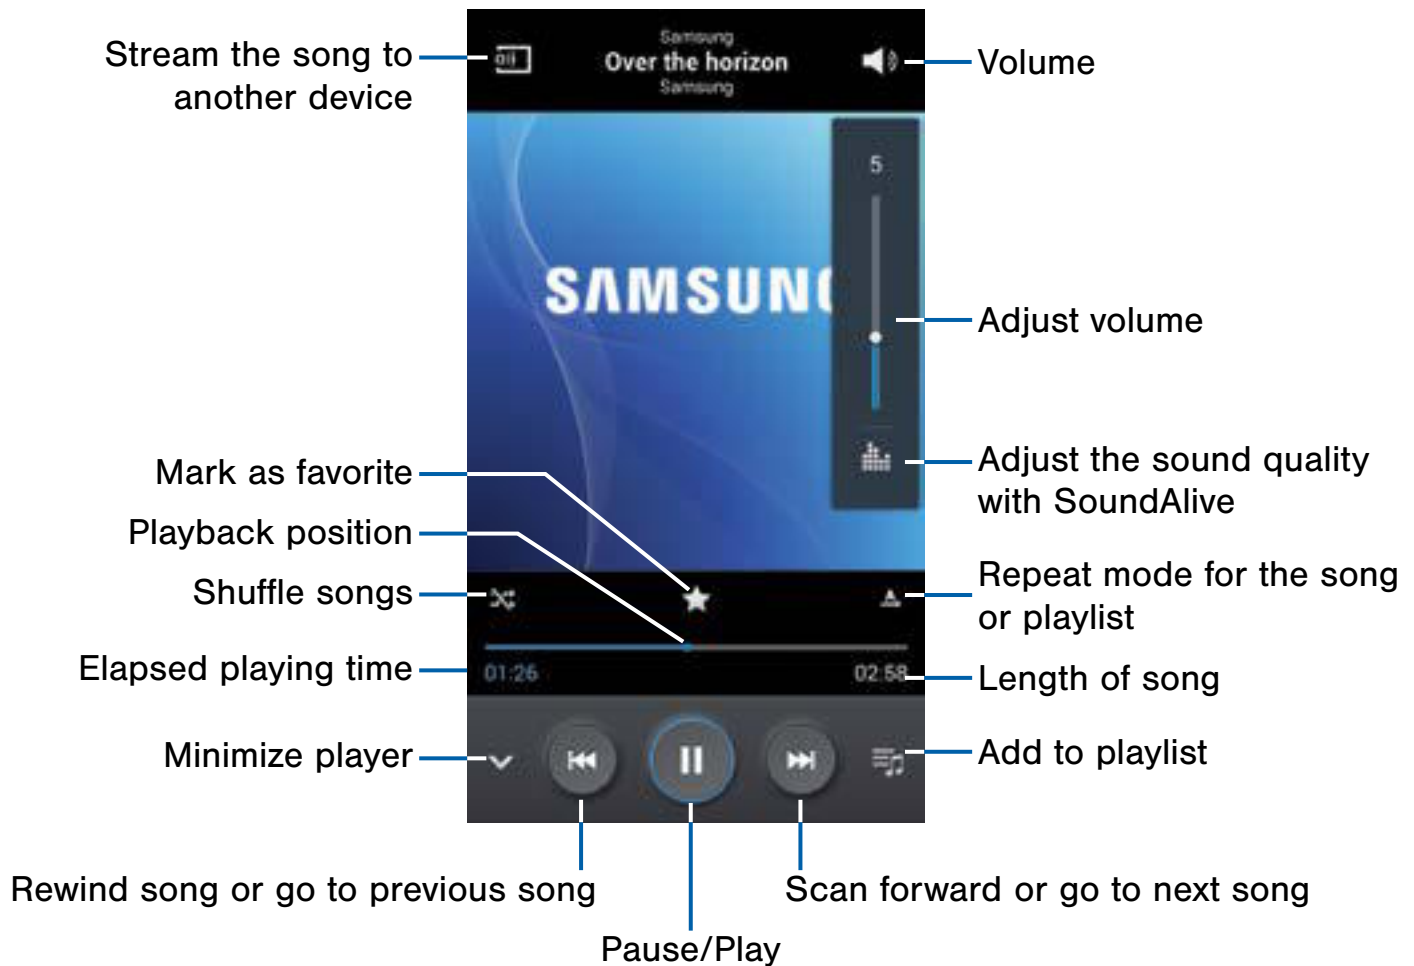 Stream the song to
another device
Samsung
Over the horizon
Samsung
Volume
5
SAMSUN
Adjust volume
Mark as favorite
Adjust the sound quality
with SoundAlive
Playback position
Shuffle songs
Repeat mode for the song
or playlist
Elapsed playing time
01:26
02:58
Length of song
Minimize player
Add to playlist
Rewind song or go to previous song
Scan forward or go to next song
Pause/Play